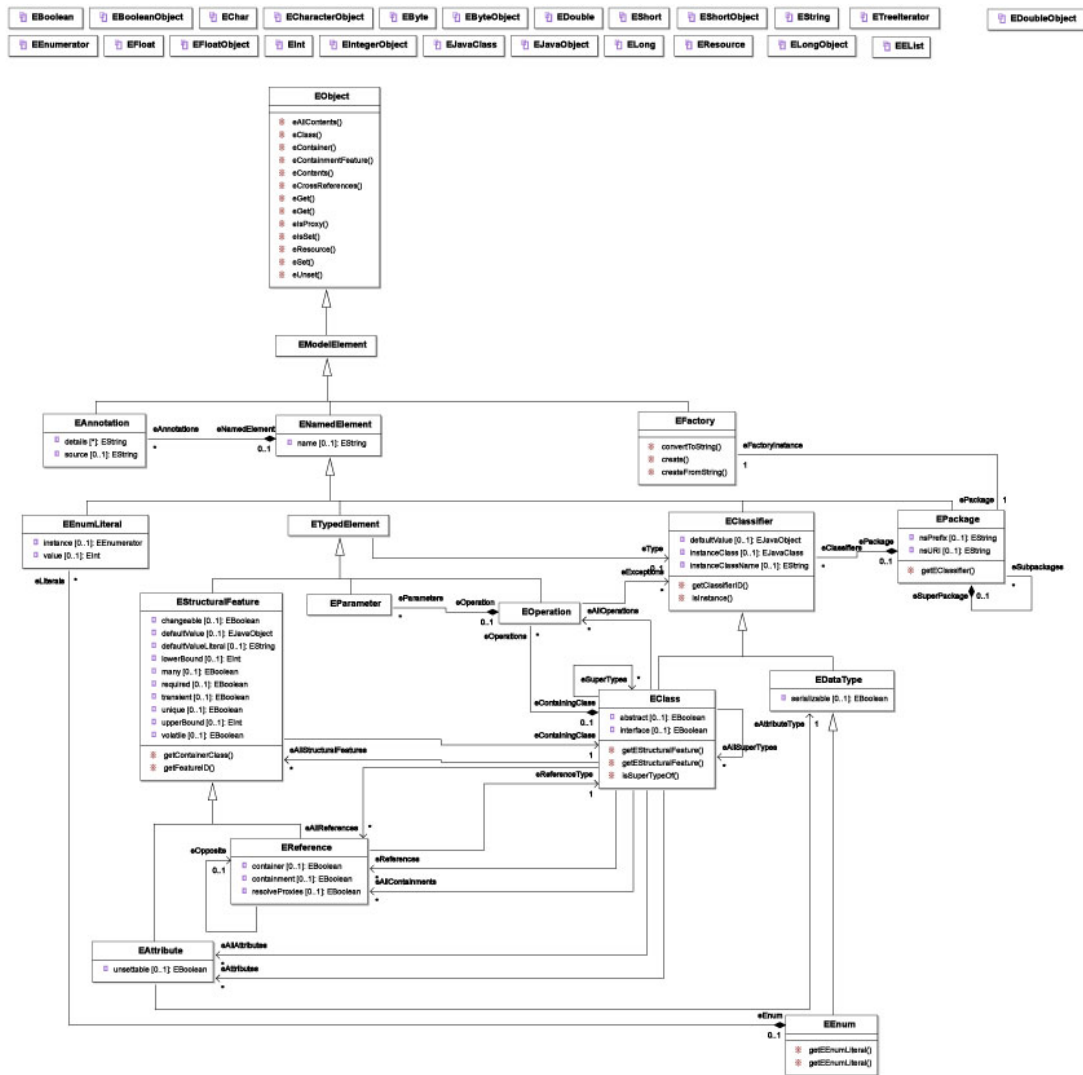 EBoolean EBooleanObject EChar ECharacterObject EByte EByteObject EDouble EShort EShortObject EString ETreeIterator EDoubleObject
EEnumerator EFloat EFloatObject EInt EIntegerObject EJavaClass EJavaObject ELong EResource ELongObject EEList
EObject
eAllContents()
eClass()
eContainer()
eContainmentFeature()
eContents()
eCrossReferences()
eGet()
eGet()
eIsProxy()
eIsSet()
eResource()
eSet()
eUnset()
EModelElement
EAnnotation
details [*]: EString
source [0..1]: EString
eAnnotations
*
eNamedElement
0..1
ENamedElement
name [0..1]: EString
EFactory
convertToString()
create()
createFromString()
eFactoryInstance
1
ePackage 1
EEnumLiteral
instance [0..1]: EEnumerator
value [0..1]: EInt
eLiterals *
ETypedElement
EClassifier
defaultValue [0..1]: EJavaObject
instanceClass [0..1]: EJavaClass
instanceClassName [0..1]: EString
getClassifierID()
isInstance()
eType
0..1
eExceptions
*
eClassifiers
*
ePackage
0..1
EPackage
nsPrefix [0..1]: EString
nsURI [0..1]: EString
getEClassifier()
eSubpackages
*
eSuperPackage
0..1
EStructuralFeature
changeable [0..1]: EBoolean
defaultValue [0..1]: EJavaObject
defaultValueLiteral [0..1]: EString
lowerBound [0..1]: EInt
many [0..1]: EBoolean
required [0..1]: EBoolean
transient [0..1]: EBoolean
unique [0..1]: EBoolean
upperBound [0..1]: EInt
volatile [0..1]: EBoolean
getContainerClass()
getFeatureID()
EParameter
eParameters
*
eOperation
0..1
EOperation
eAllOperations
*
eOperations *
eSuperTypes *
eContainingClass
0..1
EClass
abstract [0..1]: EBoolean
interface [0..1]: EBoolean
getEStructuralFeature()
getEStructuralFeature()
isSuperTypeOf()
eAllSuperTypes
*
EDataType
serializable [0..1]: EBoolean
eAttributeType 1
eContainingClass
1
eAllStructuralFeatures
*
eReferenceType
1
eAllReferences *
EReference
container [0..1]: EBoolean
containment [0..1]: EBoolean
resolveProxies [0..1]: EBoolean
eOpposite
0..1
eReferences
*
eAllContainments
*
EAttribute
unsettable [0..1]: EBoolean
eAllAttributes
*
eAttributes
*
eEnum
0..1
EEnum
getEEnumLiteral()
getEEnumLiteral()